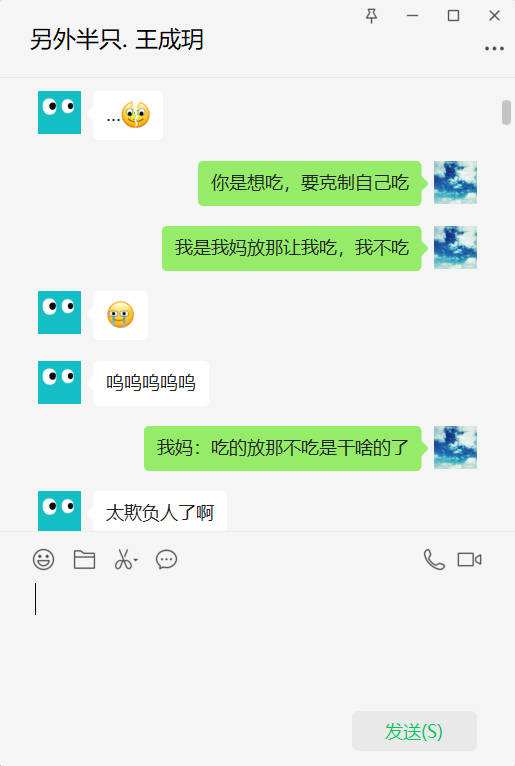 另外半只. 王成玥
...
你是想吃，要克制自己吃
我是我妈放那让我吃，我不吃
呜呜呜呜呜
我妈：吃的放那不吃是干啥的了
太欺负人了啊
发送(S)